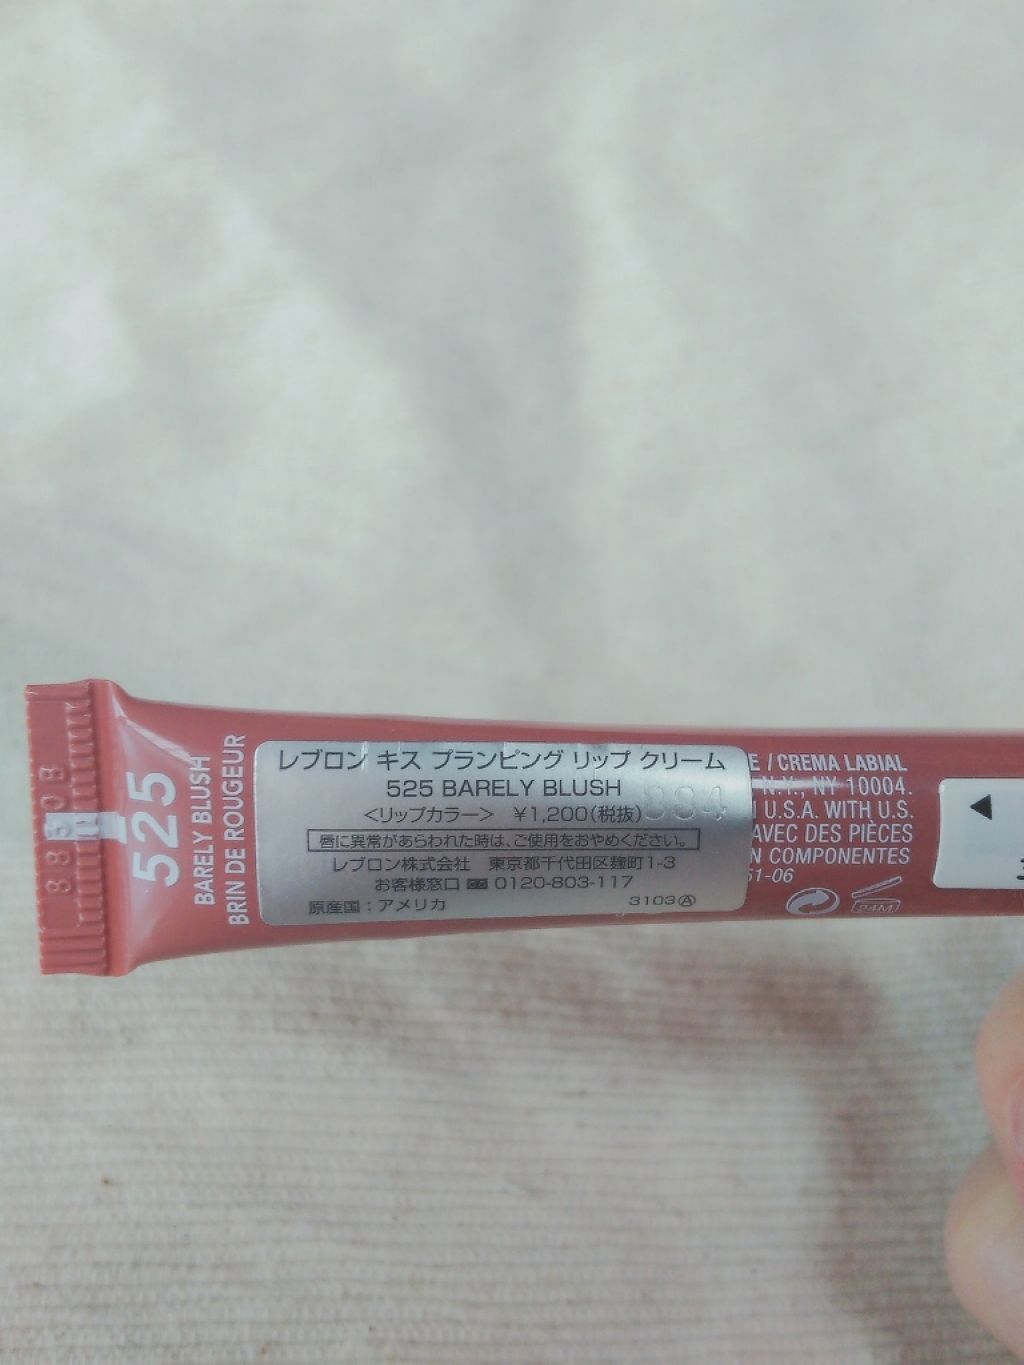 525
BARELY BLUSH
BRIN DE ROUGEUR
レブロン キス プランピング リップ クリーム
525 BARELY BLUSH
<リップカラー> ¥1,200(税抜)
唇に異常があらわれた時は、ご使用をおやめください。
レブロン株式会社 東京都千代田区麹町1-3
お客様窓口 0120-803-117
原産国:アメリカ 3103Ⓐ
E / CREMA LABIAL
N.Y., NY 10004.
U.S.A. WITH U.S.
AVEC DES PIÈCES
N COMPONENTES
51-06
24M